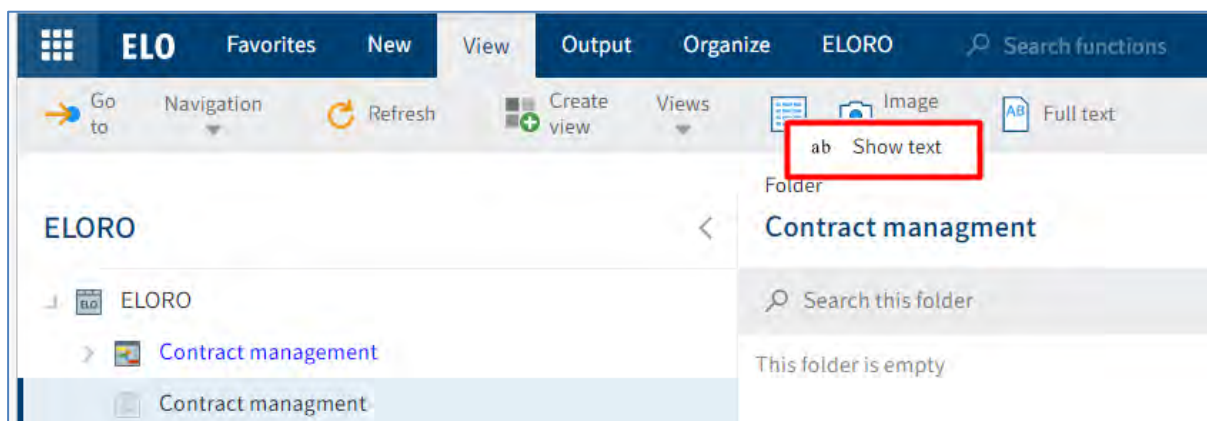 ELO Favorites New View Output Organize ELORO Search functions
Go to Navigation Refresh Create view Views Image AB Full text
ab Show text
Folder
ELORO Contract managment
ELO ELORO Search this folder
Contract management This folder is empty
Contract managment